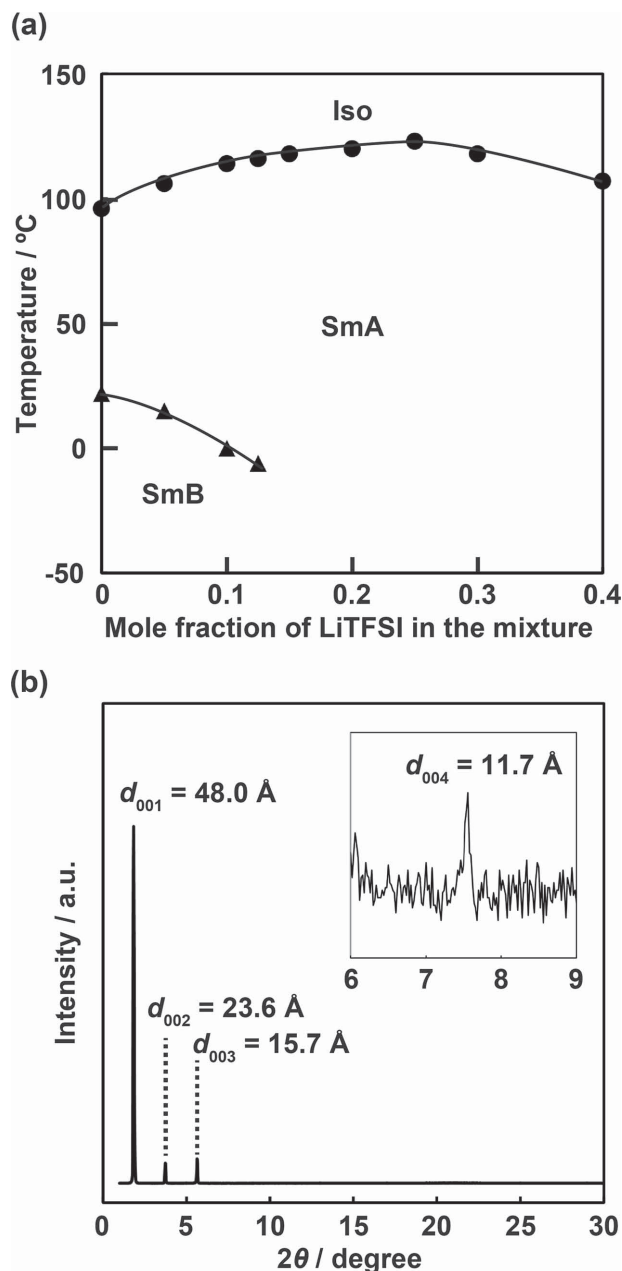 (a)
150
Iso
100
Temperature / ºC
SmA
50
0
SmB
-50
0 0.1 0.2 0.3 0.4
Mole fraction of LiTFSI in the mixture
(b)
d004 = 11.7 Å
d001 = 48.0 Å
6 7 8 9
Intensity / a.u.
d002 = 23.6 Å
d003 = 15.7 Å
0 5 10 15 20 25 30
2θ / degree